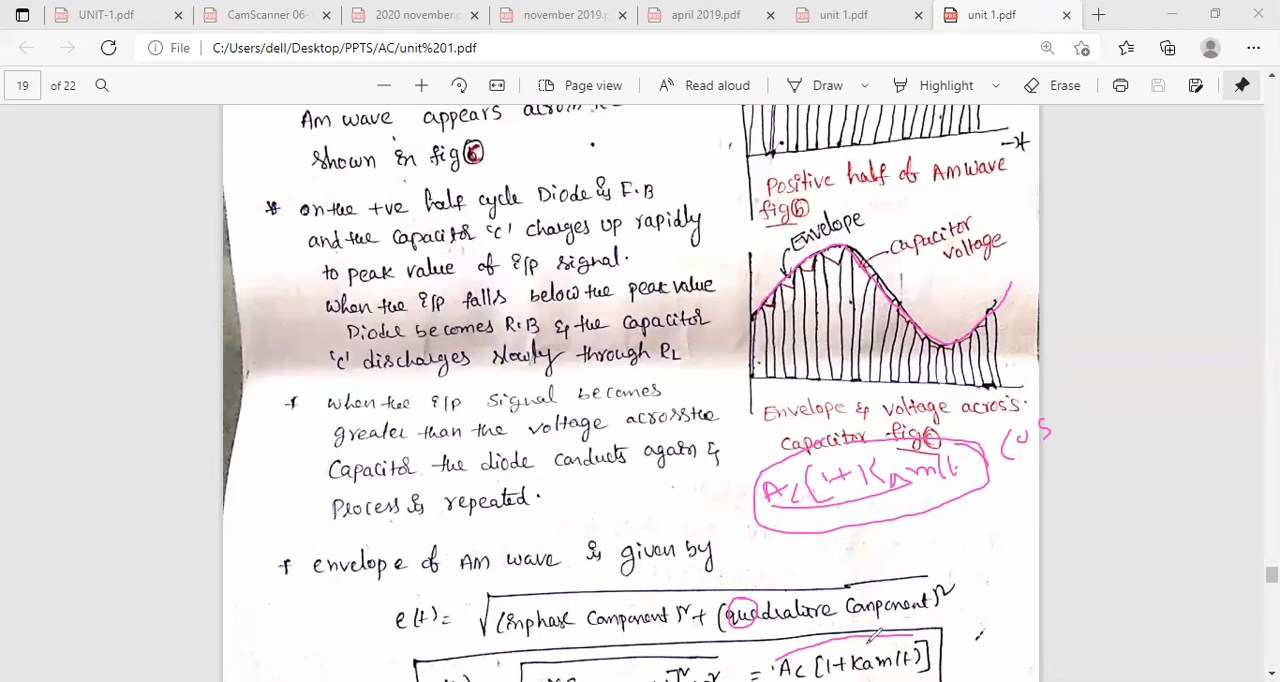 UNIT-1.pdf
CamScanner 06-
2020 november.p
november 2019.p
april 2019.pdf
unit 1.pdf
unit 1.pdf
File C:/Users/dell/Desktop/PPTS/AC/unit%201.pdf
19 of 22
Page view
Read aloud
Draw
Highlight
Erase
Am wave appears across
shown in fig
on the +ve half cycle Diode is F.B
and the capacitor 'c' charges up rapidly
to peak value of i/p signal.
when the i/p falls below the peak value
Diode becomes R.B & the capacitor
'c' discharges slowly through RL
when the i/p signal becomes
greater than the voltage across the
capacitor the diode conducts again &
Process is repeated.
envelope of AM wave is given by
e(t) = √(inphase component)² + (quadrature component)²
= Ac [1+Kam(t)]
Positive half of AM wave
fig(b)
Envelope
capacitor
voltage
Envelope & voltage across
capacitor fig(c)
Ac[1+Kam(t)
cos